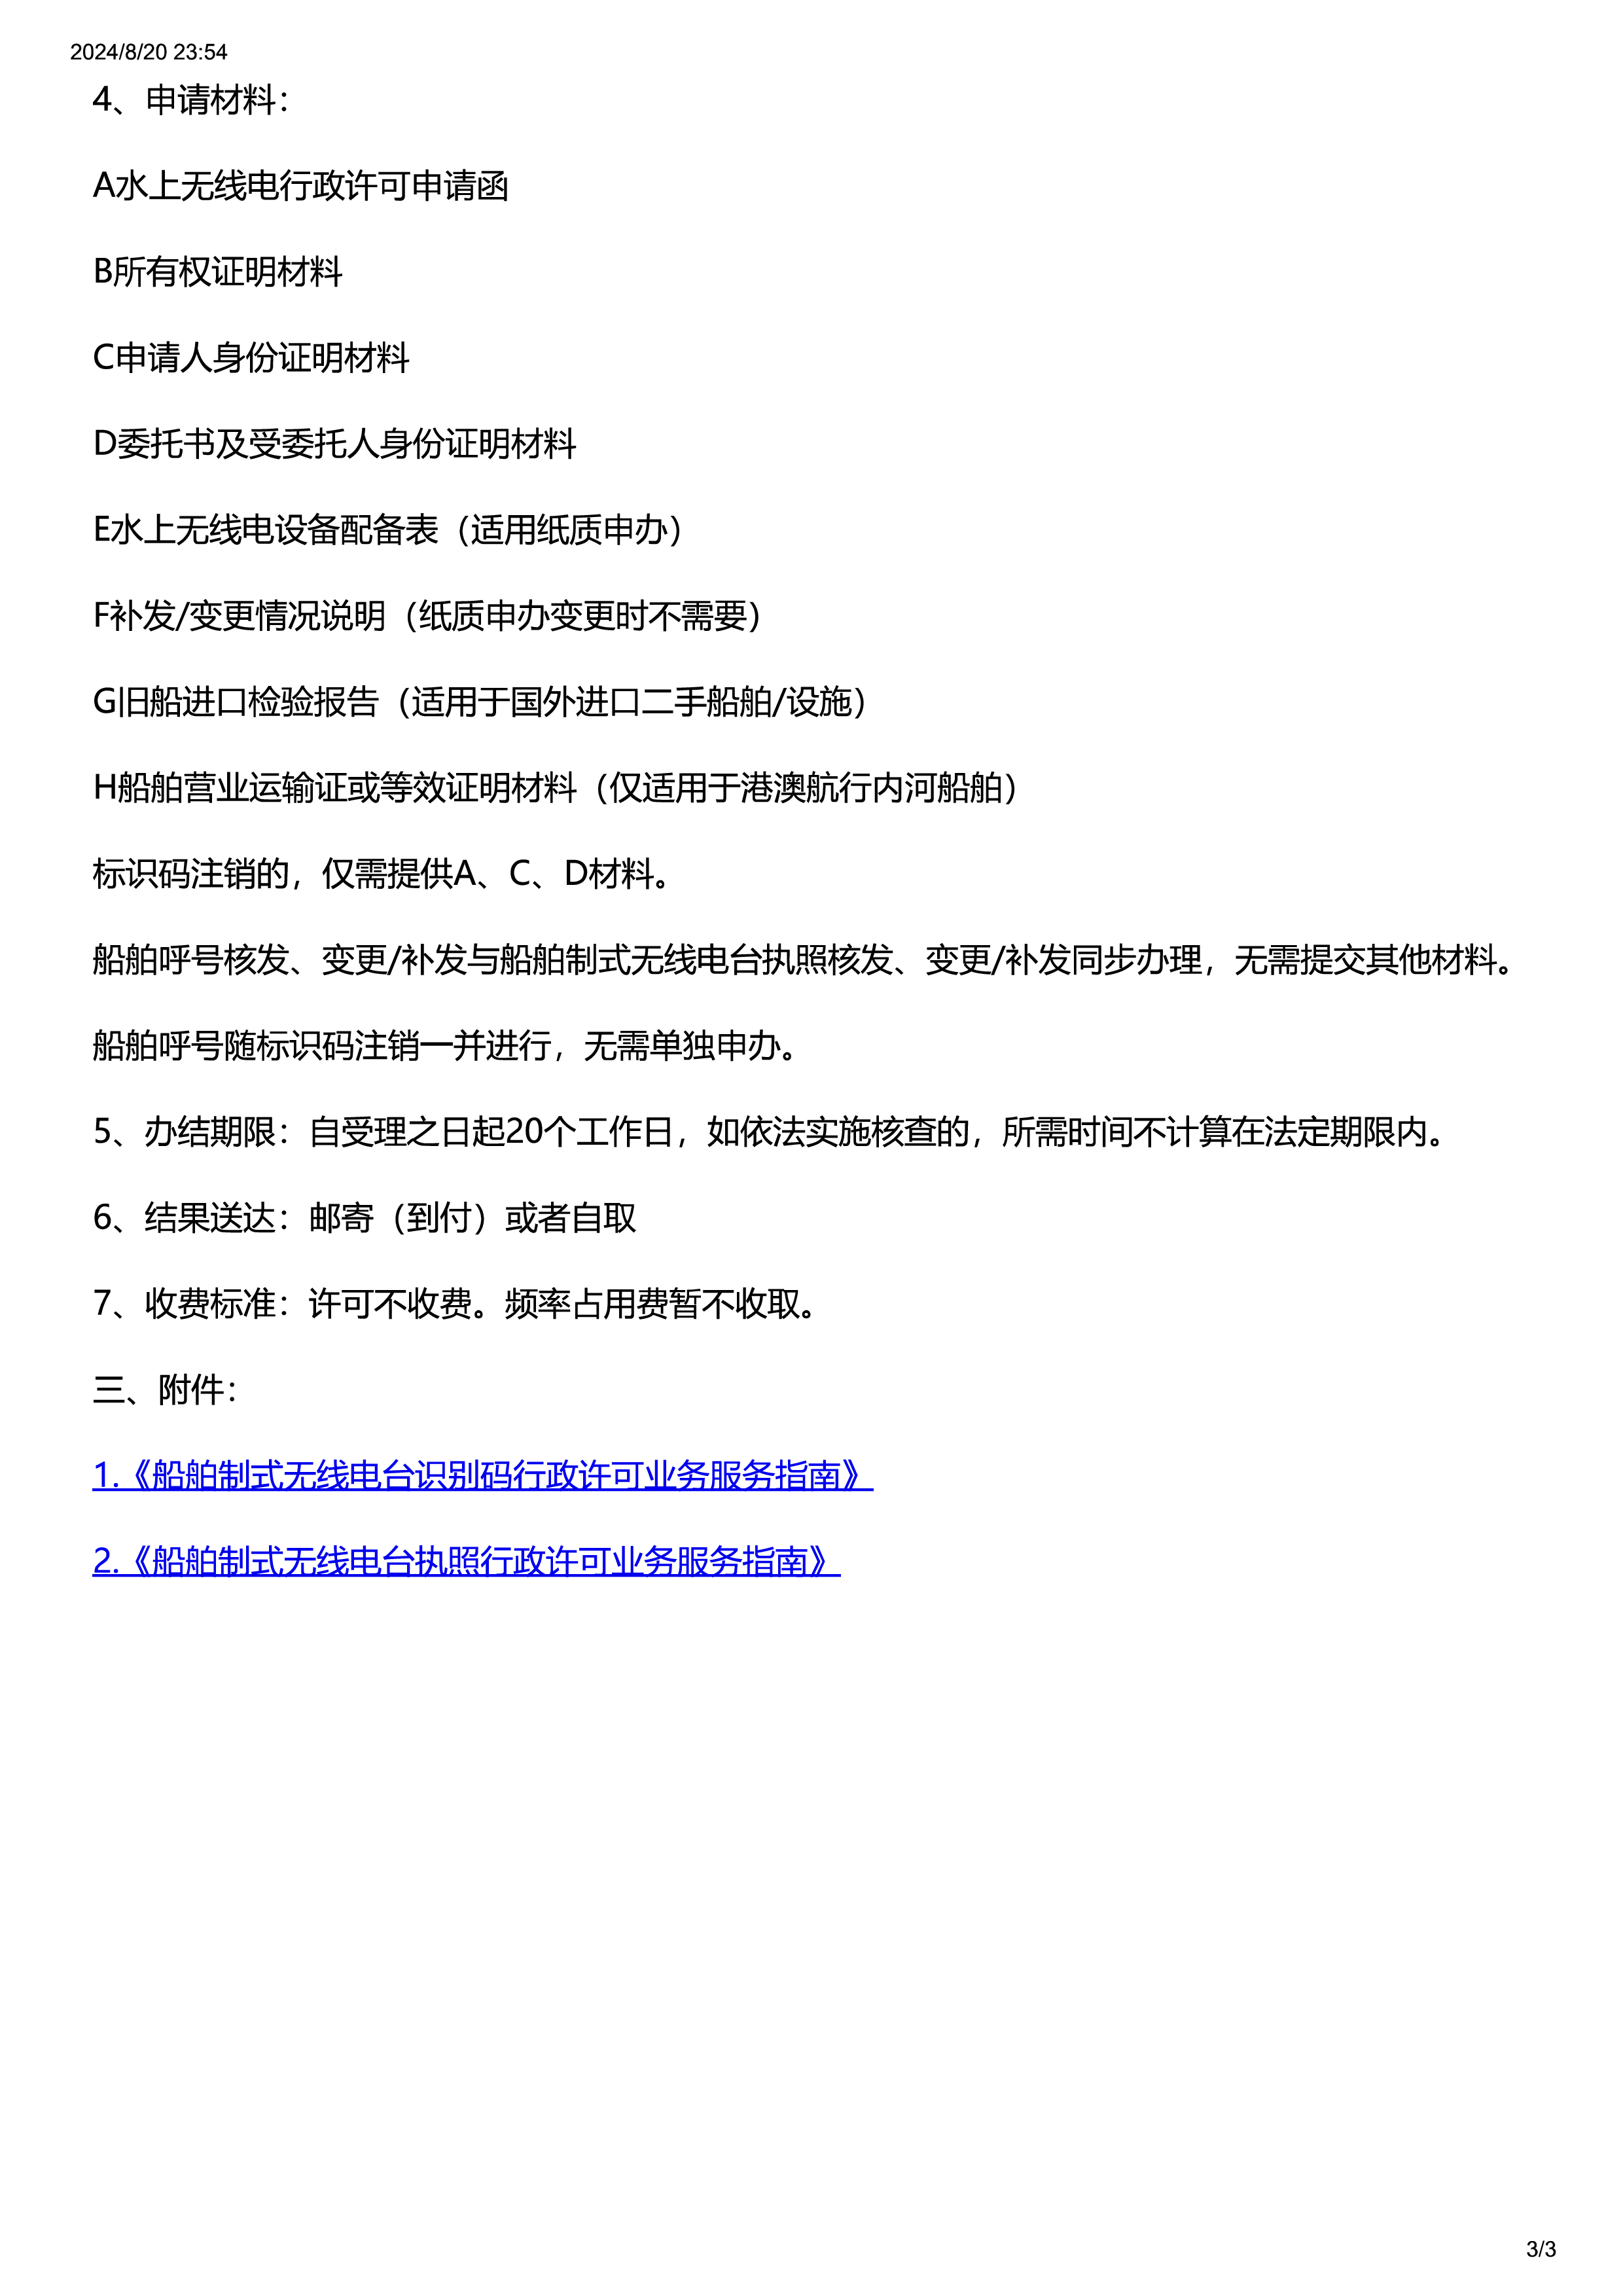 2024/8/20 23:54
4、申请材料：
A水上无线电行政许可申请函
B所有权证明材料
C申请人身份证明材料
D委托书及受委托人身份证明材料
E水上无线电设备配备表（适用纸质申办）
F补发/变更情况说明（纸质申办变更时不需要）
G旧船进口检验报告（适用于国外进口二手船舶/设施）
H船舶营业运输证或等效证明材料（仅适用于港澳航行内河船舶）
标识码注销的，仅需提供A、C、D材料。
船舶呼号核发、变更/补发与船舶制式无线电台执照核发、变更/补发同步办理，无需提交其他材料。
船舶呼号随标识码注销一并进行，无需单独申办。
5、办结期限：自受理之日起20个工作日，如依法实施核查的，所需时间不计算在法定期限内。
6、结果送达：邮寄（到付）或者自取
7、收费标准：许可不收费。频率占用费暂不收取。
三、附件：
1.《船舶制式无线电台识别码行政许可业务服务指南》
2.《船舶制式无线电台执照行政许可业务服务指南》
3/3